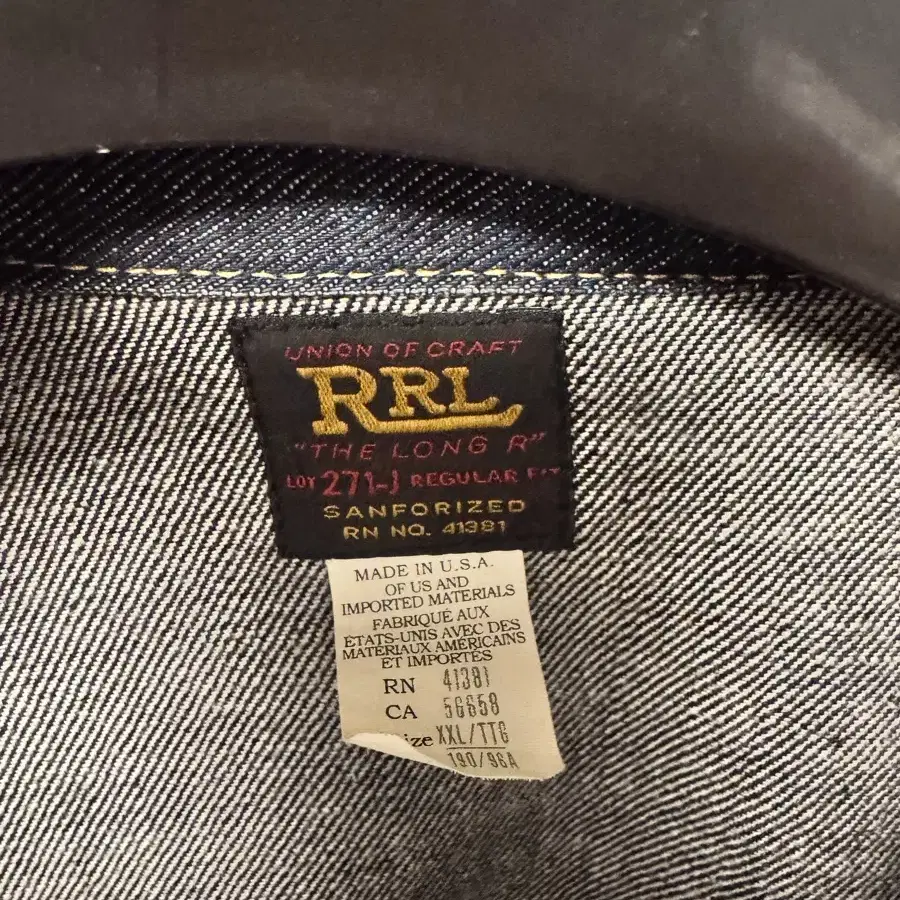 UNION OF CRAFT
RRL
"THE LONG R"
LOT 271-J REGULAR FIT
SANFORIZED
RN NO. 41381
MADE IN U.S.A.
OF US AND
IMPORTED MATERIALS
FABRIQUÉ AUX
ÉTATS-UNIS AVEC DES
MATÉRIAUX AMÉRICAINS
ET IMPORTÉS
RN 41381
CA 56658
ize XXL/TTG
190/96A